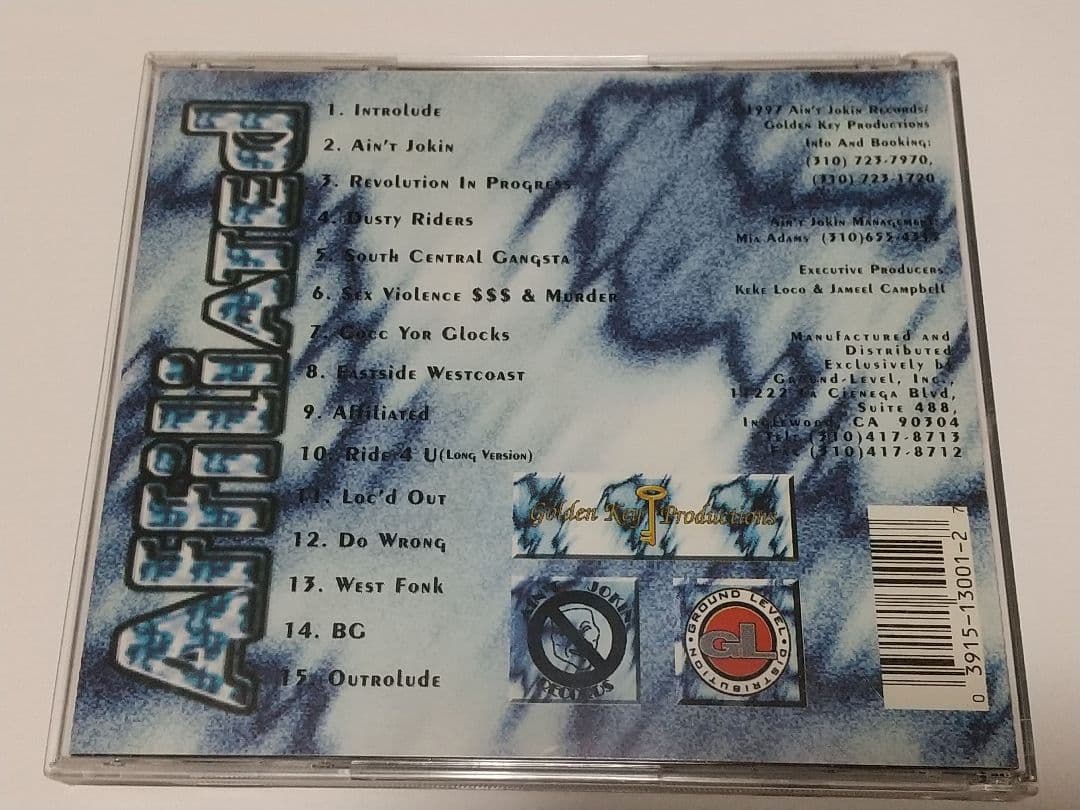 Affiliated
1. Introlude
2. Ain't Jokin
3. Revolution In Progress
4. Dusty Riders
5. South Central Gangsta
6. Sex Violence $$$ & Murder
7. Yor Glocks
8. Eastside Westcoast
9. Affiliated
10. Ride 4 U (Long Version)
11. Loc'd Out
12. Do Wrong
13. West Fonk
14. BG
15. Outrolude
1997 Ain't Jokin Records/
Golden Key Productions
Info And Booking:
(310) 723-7970,
(310) 723-1720
Ain't Jokin Management:
Mia Adams (310)
Executive Producers
Keke Loco & Jameel Campbell
Manufactured and
Distributed
Exclusively by
Ground-Level, Inc.,
La Cienega Blvd,
Suite 488,
Inglewood, CA 90304
Tel: (310)417-8713
Fax (310)417-8712
Golden Key Productions
AIN'T JOKIN
RECORDS
GROUND LEVEL
GL
DISTRIBUTION
0 3915-13001-2 7